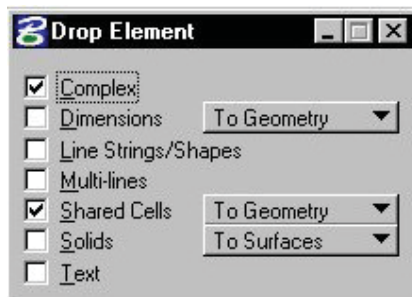 Drop Element
Complex
Dimensions To Geometry
Line Strings/Shapes
Multi-lines
Shared Cells To Geometry
Solids To Surfaces
Text